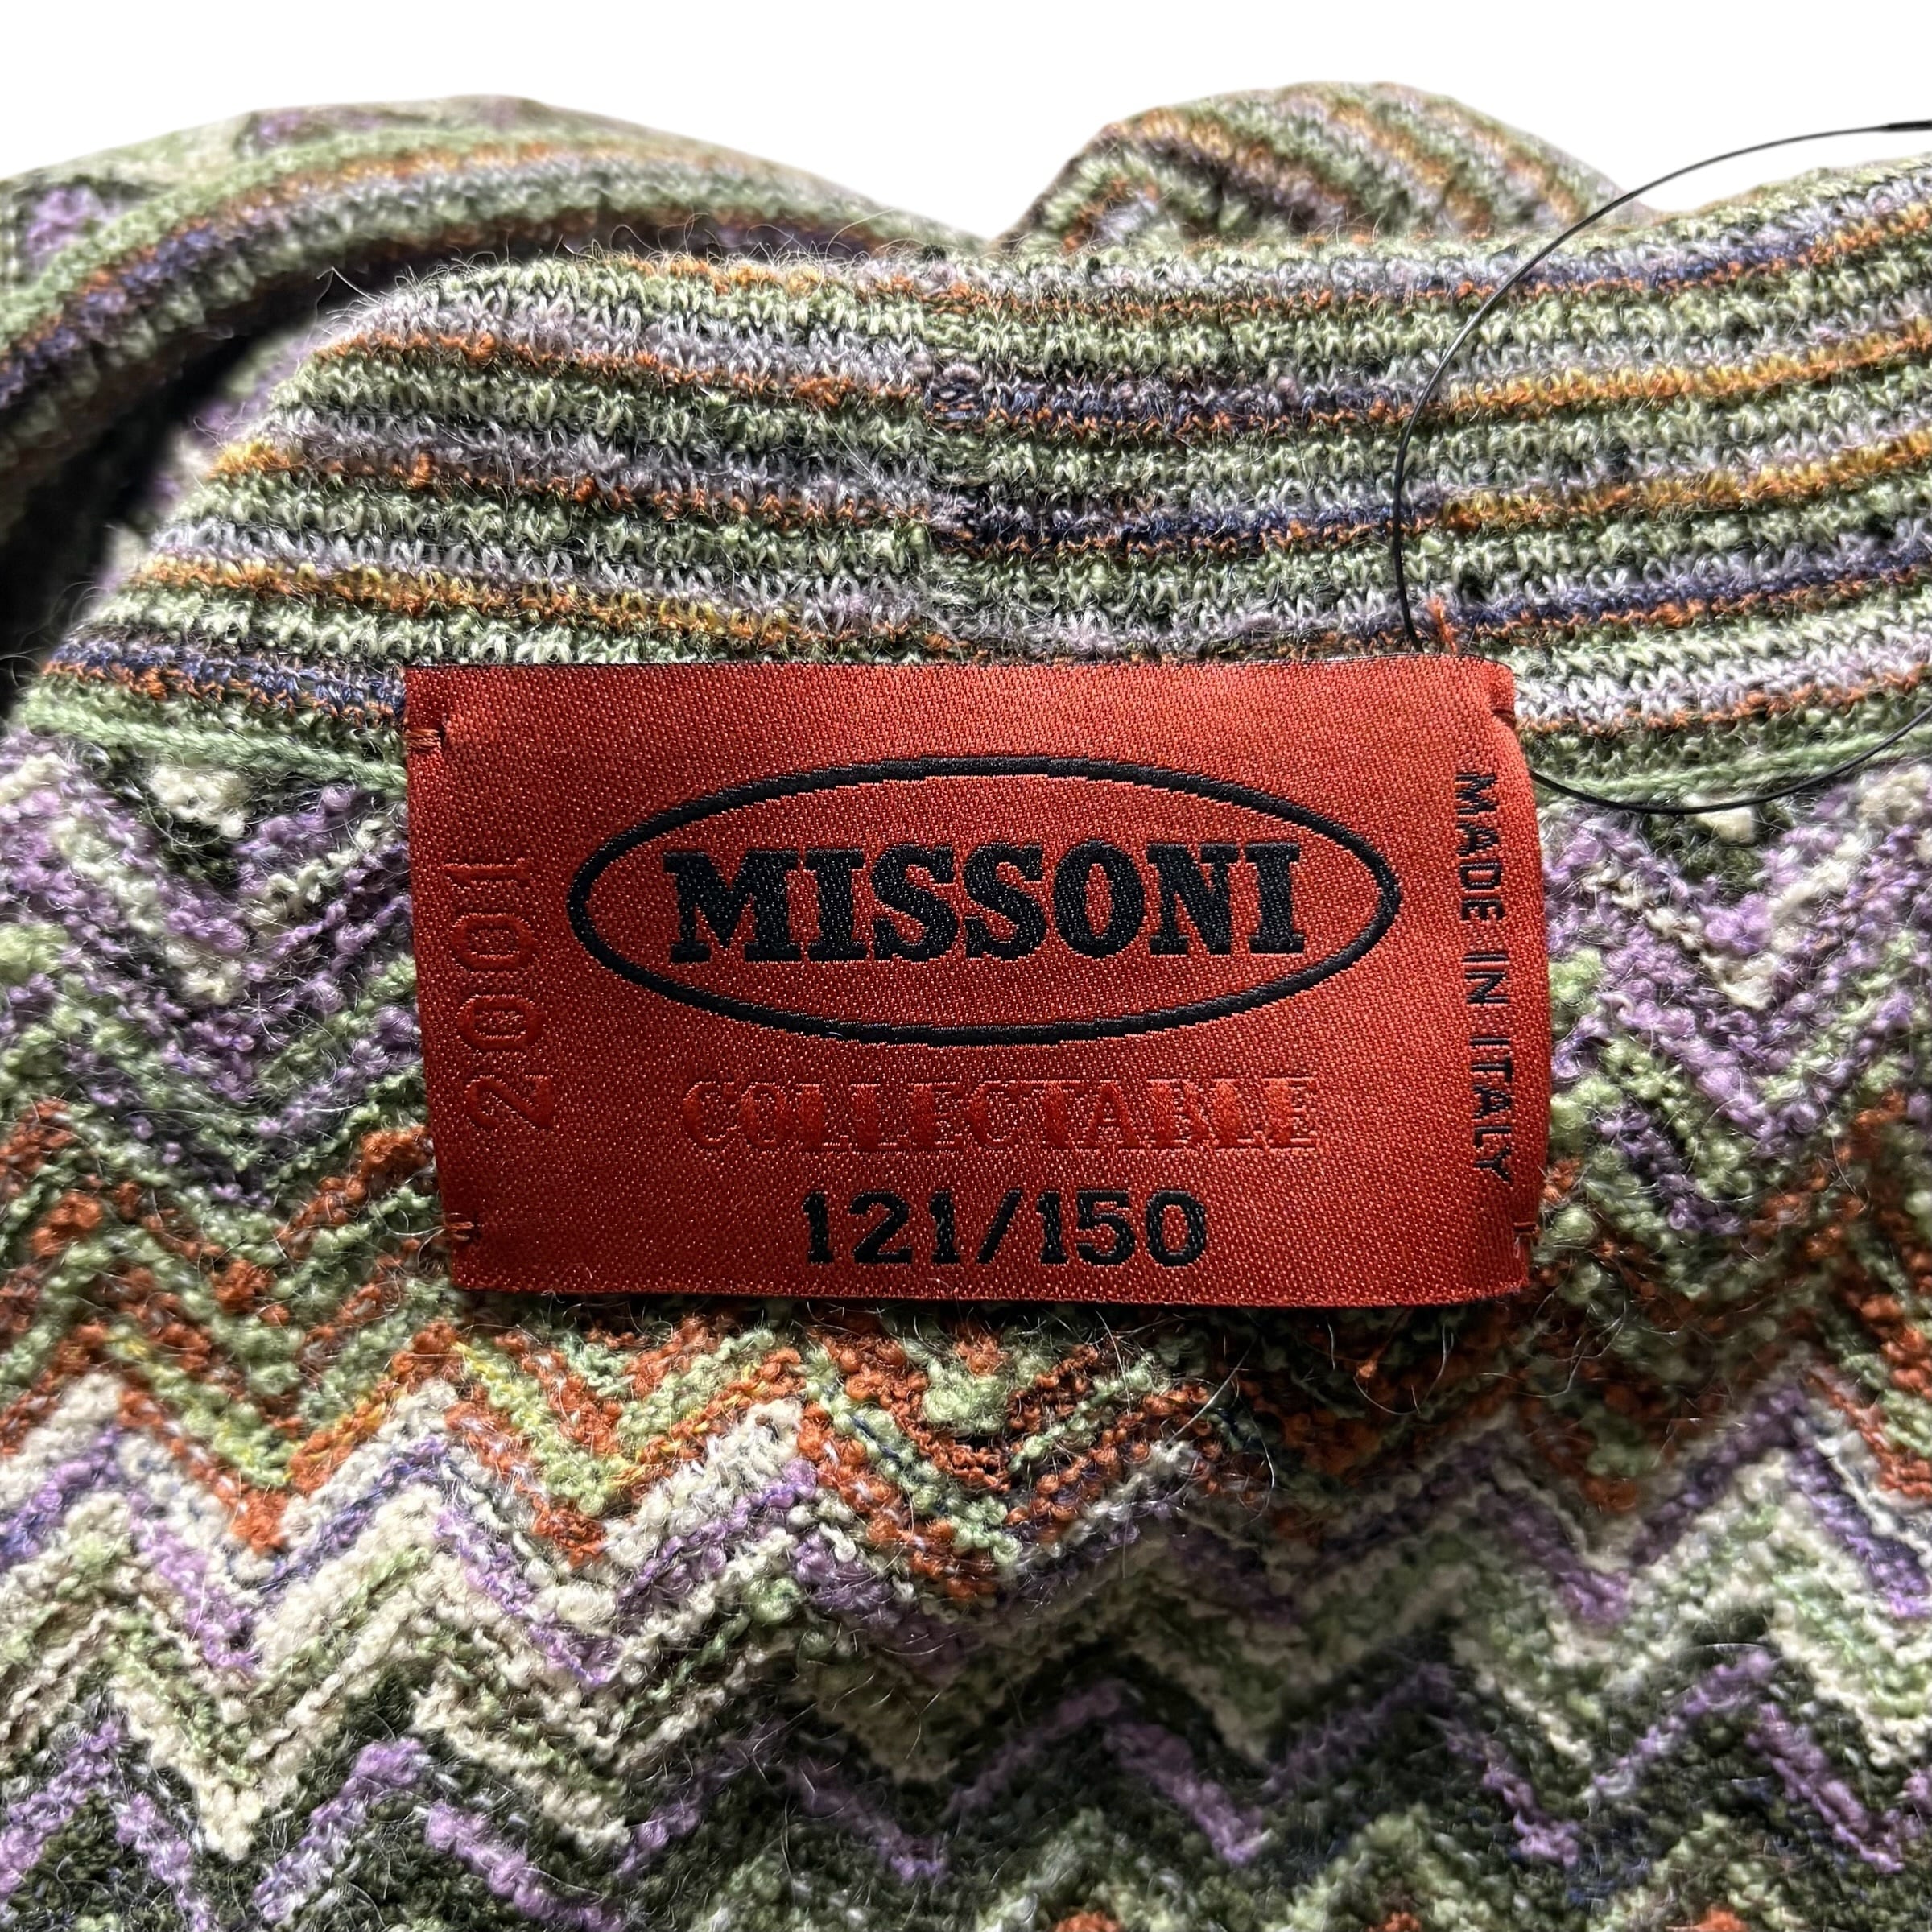 MISSONI
COLLECTABLE
121/150
2001
MADE IN ITALY